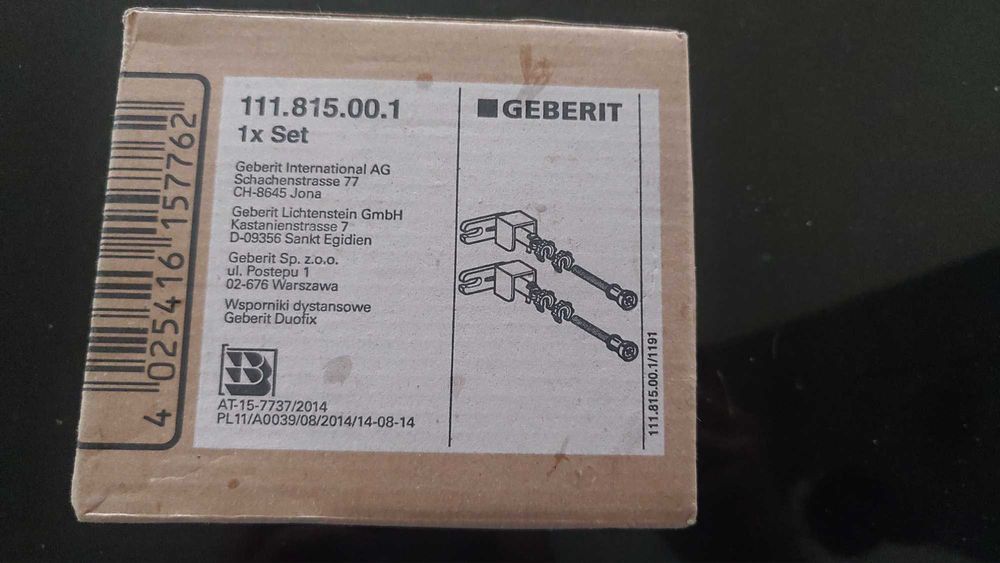 111.815.00.1
1x Set
Geberit International AG
Schachenstrasse 77
CH-8645 Jona
Geberit Lichtenstein GmbH
Kastanienstrasse 7
D-09356 Sankt Egidien
Geberit Sp. z.o.o.
ul. Postepu 1
02-676 Warszawa
Wsporniki dystansowe
Geberit Duofix
B
AT-15-7737/2014
PL11/A0039/08/2014/14-08-14
GEBERIT
111.815.00.1/1191
4 025416 157762